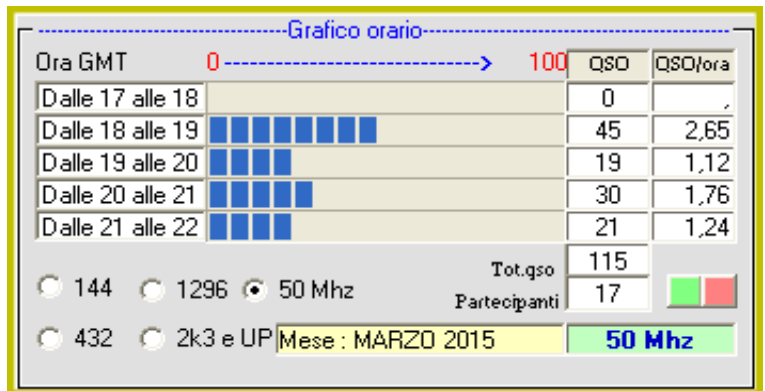 Grafico orario
Ora GMT 0 100 QSO QSO/ora
Dalle 17 alle 18 0 ,
Dalle 18 alle 19 45 2,65
Dalle 19 alle 20 19 1,12
Dalle 20 alle 21 30 1,76
Dalle 21 alle 22 21 1,24
Tot.qso 115
144 1296 50 Mhz Partecipanti 17
432 2k3 e UP Mese : MARZO 2015 50 Mhz